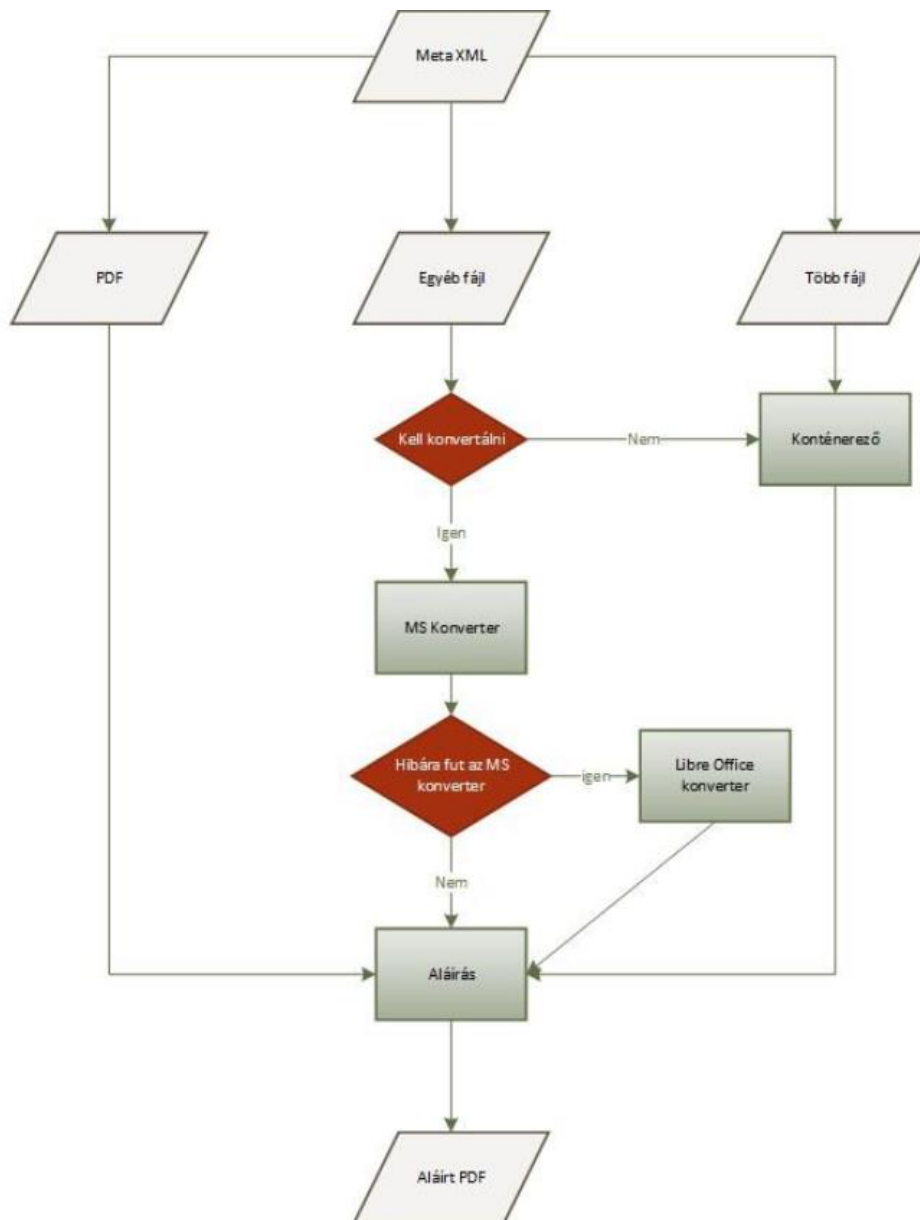 Meta XML
PDF
Egyéb fájl
Több fájl
Kell konvertálni
Nem
Konténerező
Igen
MS Konverter
Hibára fut az MS
konverter
igen
Libre Office
konverter
Nem
Aláírás
Aláírt PDF